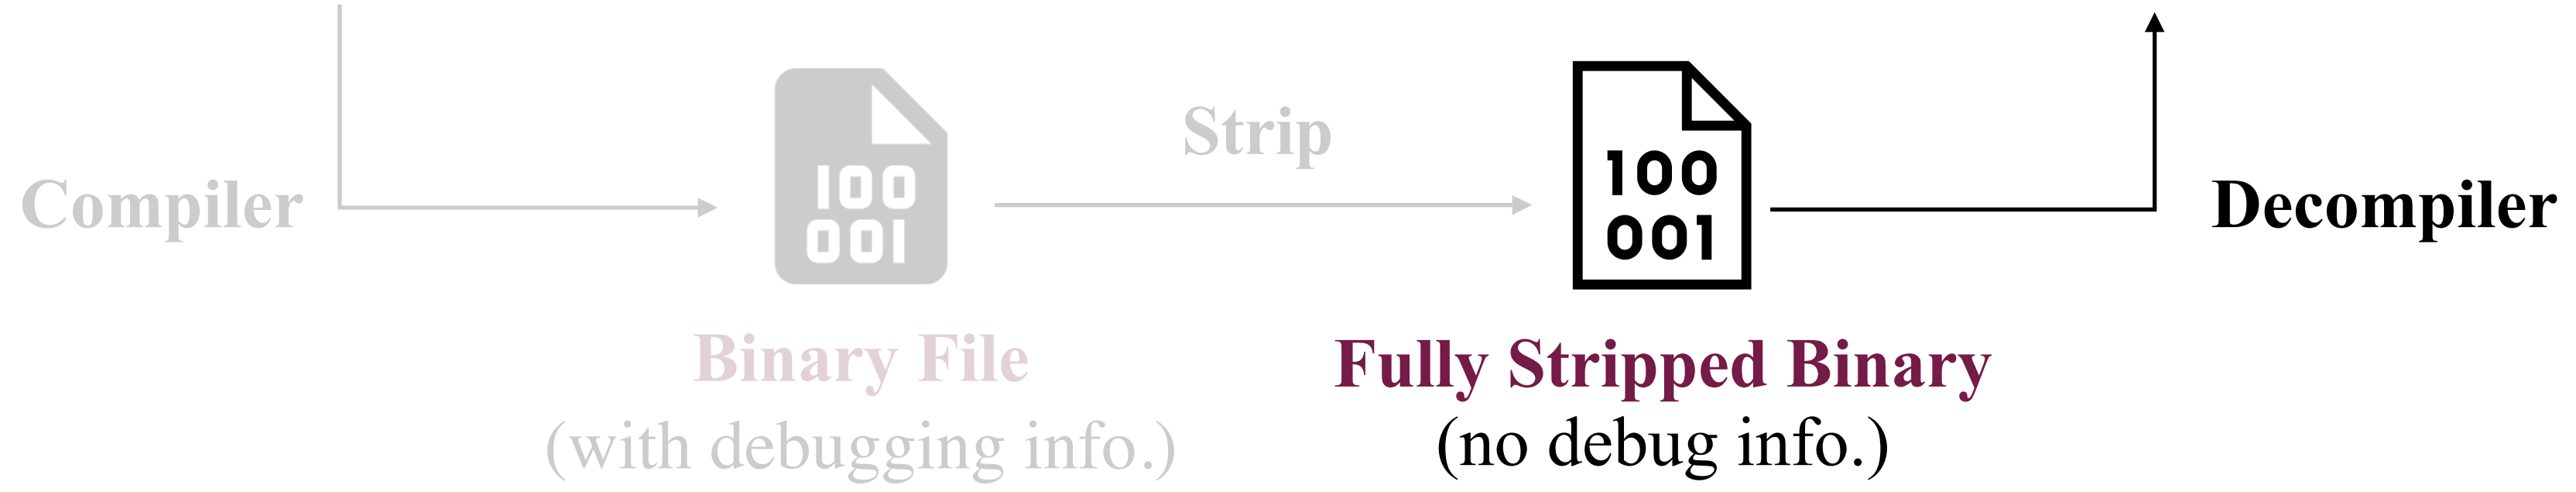 Compiler
100
001
Binary File
(with debugging info.)
Strip
100
001
Fully Stripped Binary
(no debug info.)
Decompiler